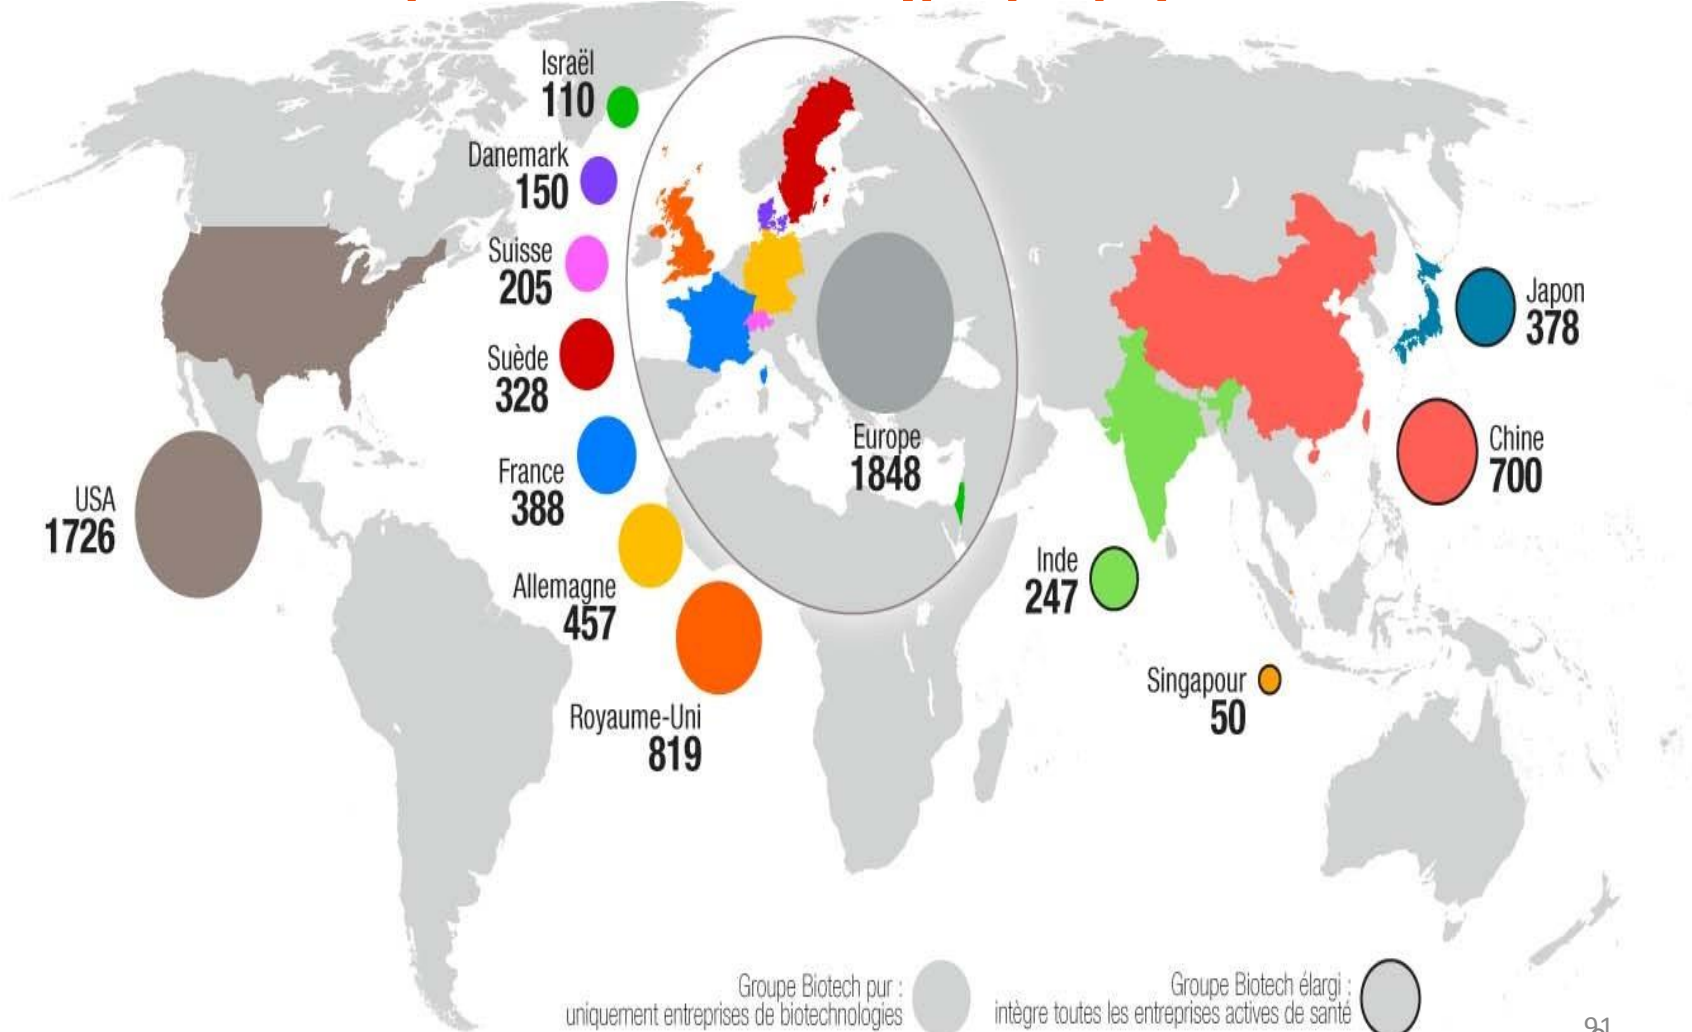 Israël
110
Danemark
150
Suisse
205
Suède
328
France
388
Allemagne
457
Royaume-Uni
819
USA
1726
Europe
1848
Japon
378
Chine
700
Inde
247
Singapour
50
Groupe Biotech pur :
uniquement entreprises de biotechnologies
Groupe Biotech élargi :
intègre toutes les entreprises actives de santé